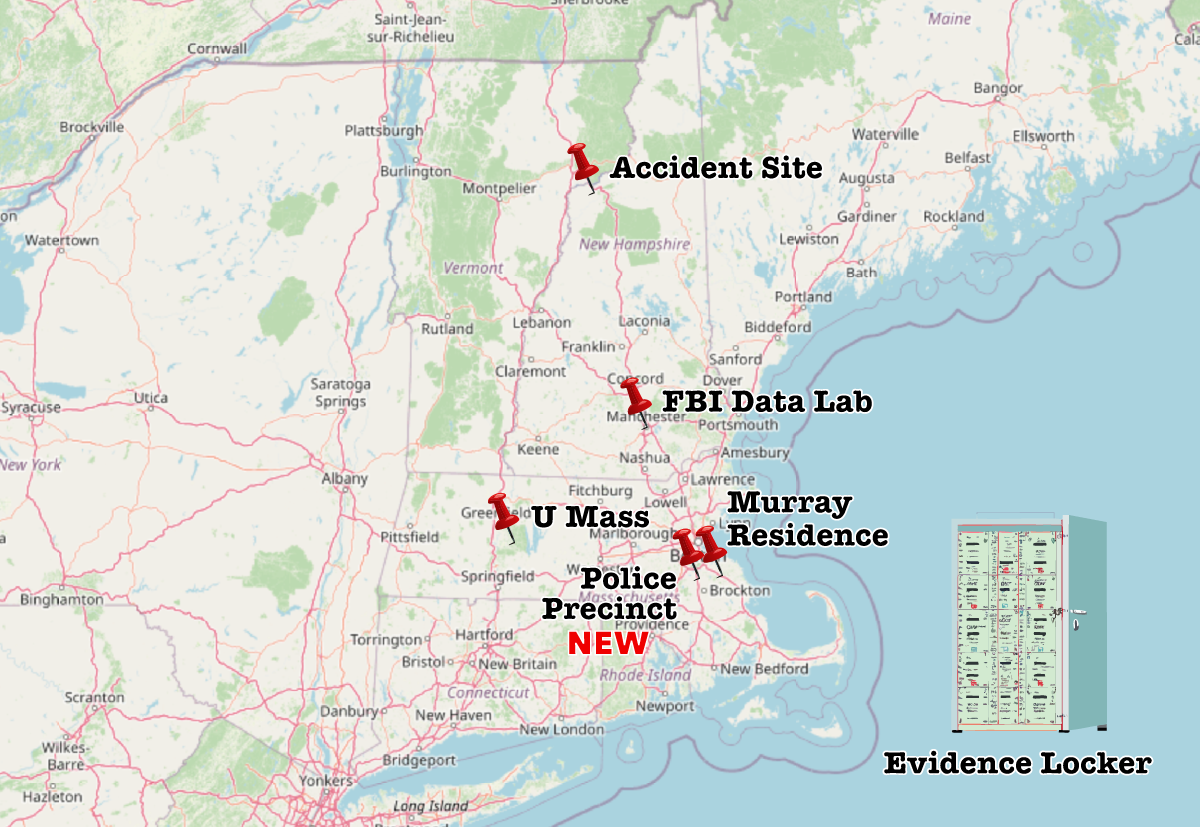 Sherbrooke
Saint-Jean-
sur-Richelieu
Maine
Cornwall
Bangor
Brockville
Plattsburgh
Waterville
Ellsworth
Belfast
Burlington
Accident Site
Montpelier
Augusta
Gardiner
Rockland
Watertown
New Hampshire
Lewiston
Vermont
Bath
Portland
Rutland
Lebanon
Laconia
Biddeford
Franklin
Sanford
Claremont
Concord
Dover
Saratoga
Springs
Utica
Syracuse
FBI Data Lab
Manchester
Portsmouth
Keene
Amesbury
Nashua
New York
Albany
Lawrence
Fitchburg
Lowell
Murray
Residence
U Mass
Lynn
Marlborough
Pittsfield
Springfield
Police
Precinct
NEW
Brockton
Massachusetts
Binghamton
Providence
Torrington
Hartford
Bristol
New Britain
Rhode Island
New Bedford
Connecticut
Scranton
Danbury
New Haven
Newport
New London
Wilkes-
Barre
Bridgeport
Evidence Locker
Yonkers
Hazleton
Long Island